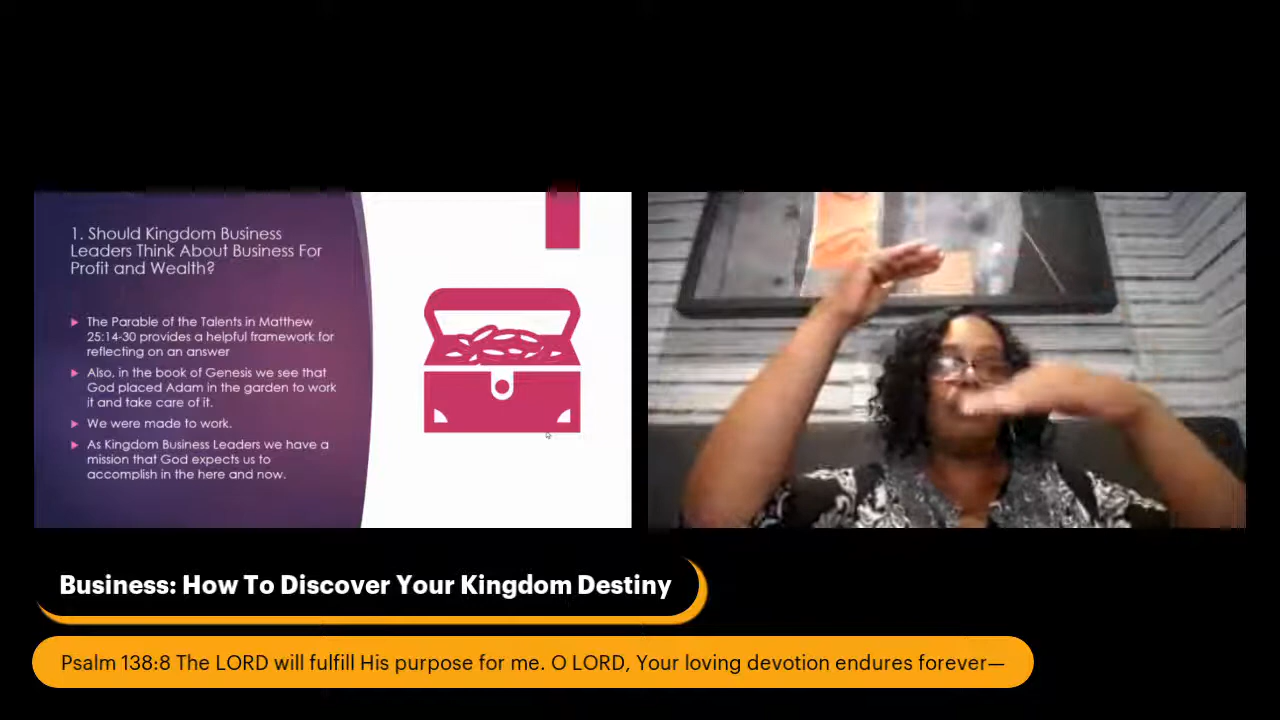 1. Should Kingdom Business
Leaders Think About Business For
Profit and Wealth?
The Parable of the Talents in Matthew
25:14-30 provides a helpful framework for
reflecting on an answer
Also, in the book of Genesis we see that
God placed Adam in the garden to work
it and take care of it.
We were made to work.
As Kingdom Business Leaders we have a
mission that God expects us to
accomplish in the here and now.
Business: How To Discover Your Kingdom Destiny
Psalm 138:8 The LORD will fulfill His purpose for me. O LORD, Your loving devotion endures forever—